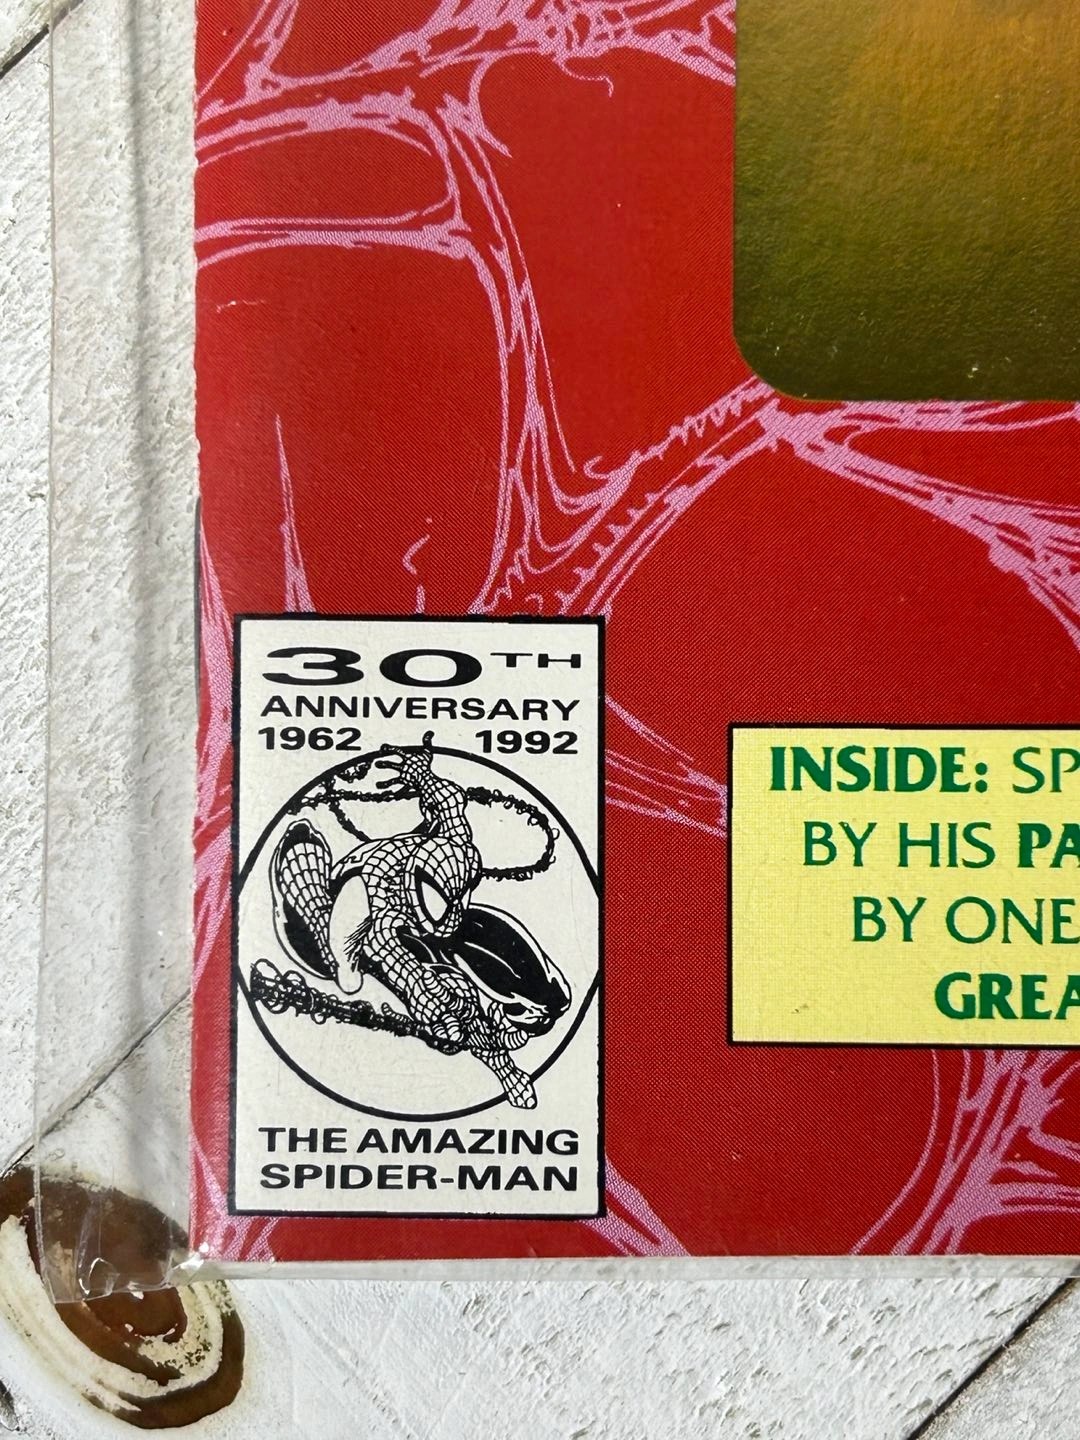 30TH
ANNIVERSARY
1962 1992
THE AMAZING
SPIDER-MAN
INSIDE: SP
BY HIS PA
BY ONE
GREA